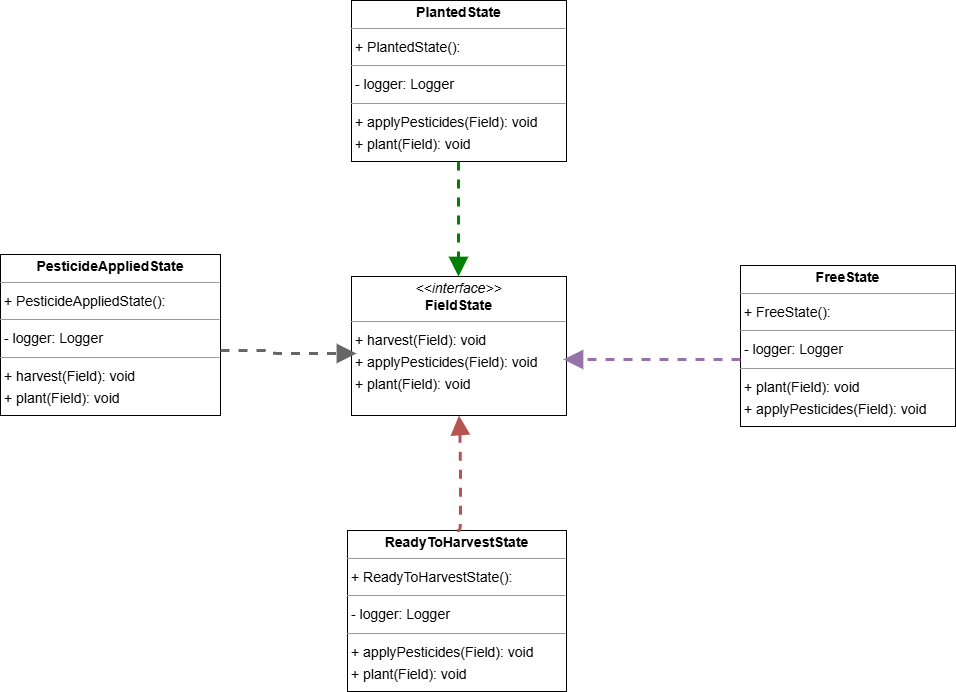 PlantedState
+ PlantedState():
- logger: Logger
+ applyPesticides(Field): void
+ plant(Field): void
PesticideAppliedState
+ PesticideAppliedState():
- logger: Logger
+ harvest(Field): void
+ plant(Field): void
<<interface>>
FieldState
+ harvest(Field): void
+ applyPesticides(Field): void
+ plant(Field): void
FreeState
+ FreeState():
- logger: Logger
+ plant(Field): void
+ applyPesticides(Field): void
ReadyToHarvestState
+ ReadyToHarvestState():
- logger: Logger
+ applyPesticides(Field): void
+ plant(Field): void